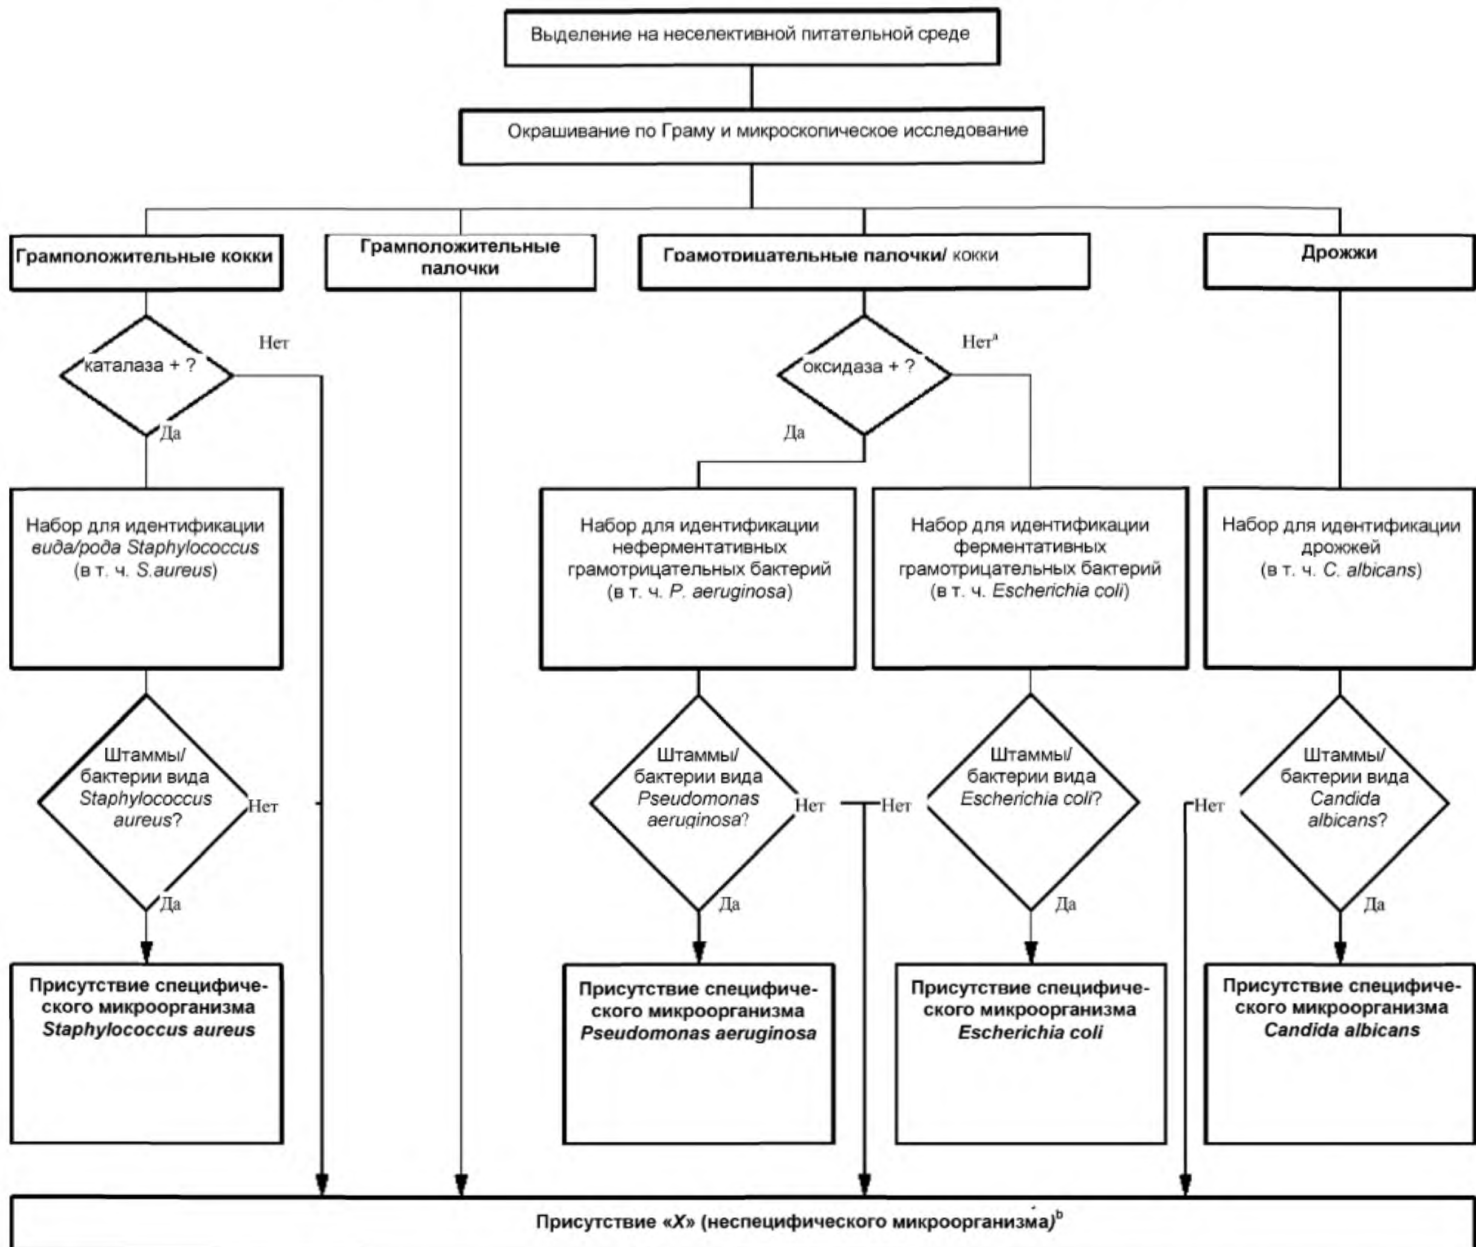 Выделение на неселективной питательной среде
Окрашивание по Граму и микроскопическое исследование
Грамположительные кокки
Грамположительные
палочки
Грамотрицательные палочки/ кокки
Дрожжи
каталаза + ?
Нет
Да
оксидаза + ?
Нетª
Да
Набор для идентификации
вида/рода Staphylococcus
(в т. ч. S.aureus)
Набор для идентификации
неферментативных
грамотрицательных бактерий
(в т. ч. P. aeruginosa)
Набор для идентификации
ферментативных
грамотрицательных бактерий
(в т. ч. Escherichia coli)
Набор для идентификации
дрожжей
(в т. ч. C. albicans)
Штаммы/
бактерии вида
Staphylococcus
aureus?
Нет
Да
Штаммы/
бактерии вида
Pseudomonas
aeruginosa?
Нет
Да
Штаммы/
бактерии вида
Escherichia coli?
Нет
Да
Штаммы/
бактерии вида
Candida
albicans?
Нет
Да
Присутствие специфиче-
ского микроорганизма
Staphylococcus aureus
Присутствие специфиче-
ского микроорганизма
Pseudomonas aeruginosa
Присутствие специфиче-
ского микроорганизма
Escherichia coli
Присутствие специфиче-
ского микроорганизма
Candida albicans
Присутствие «X» (неспецифического микроорганизма)ᵇ